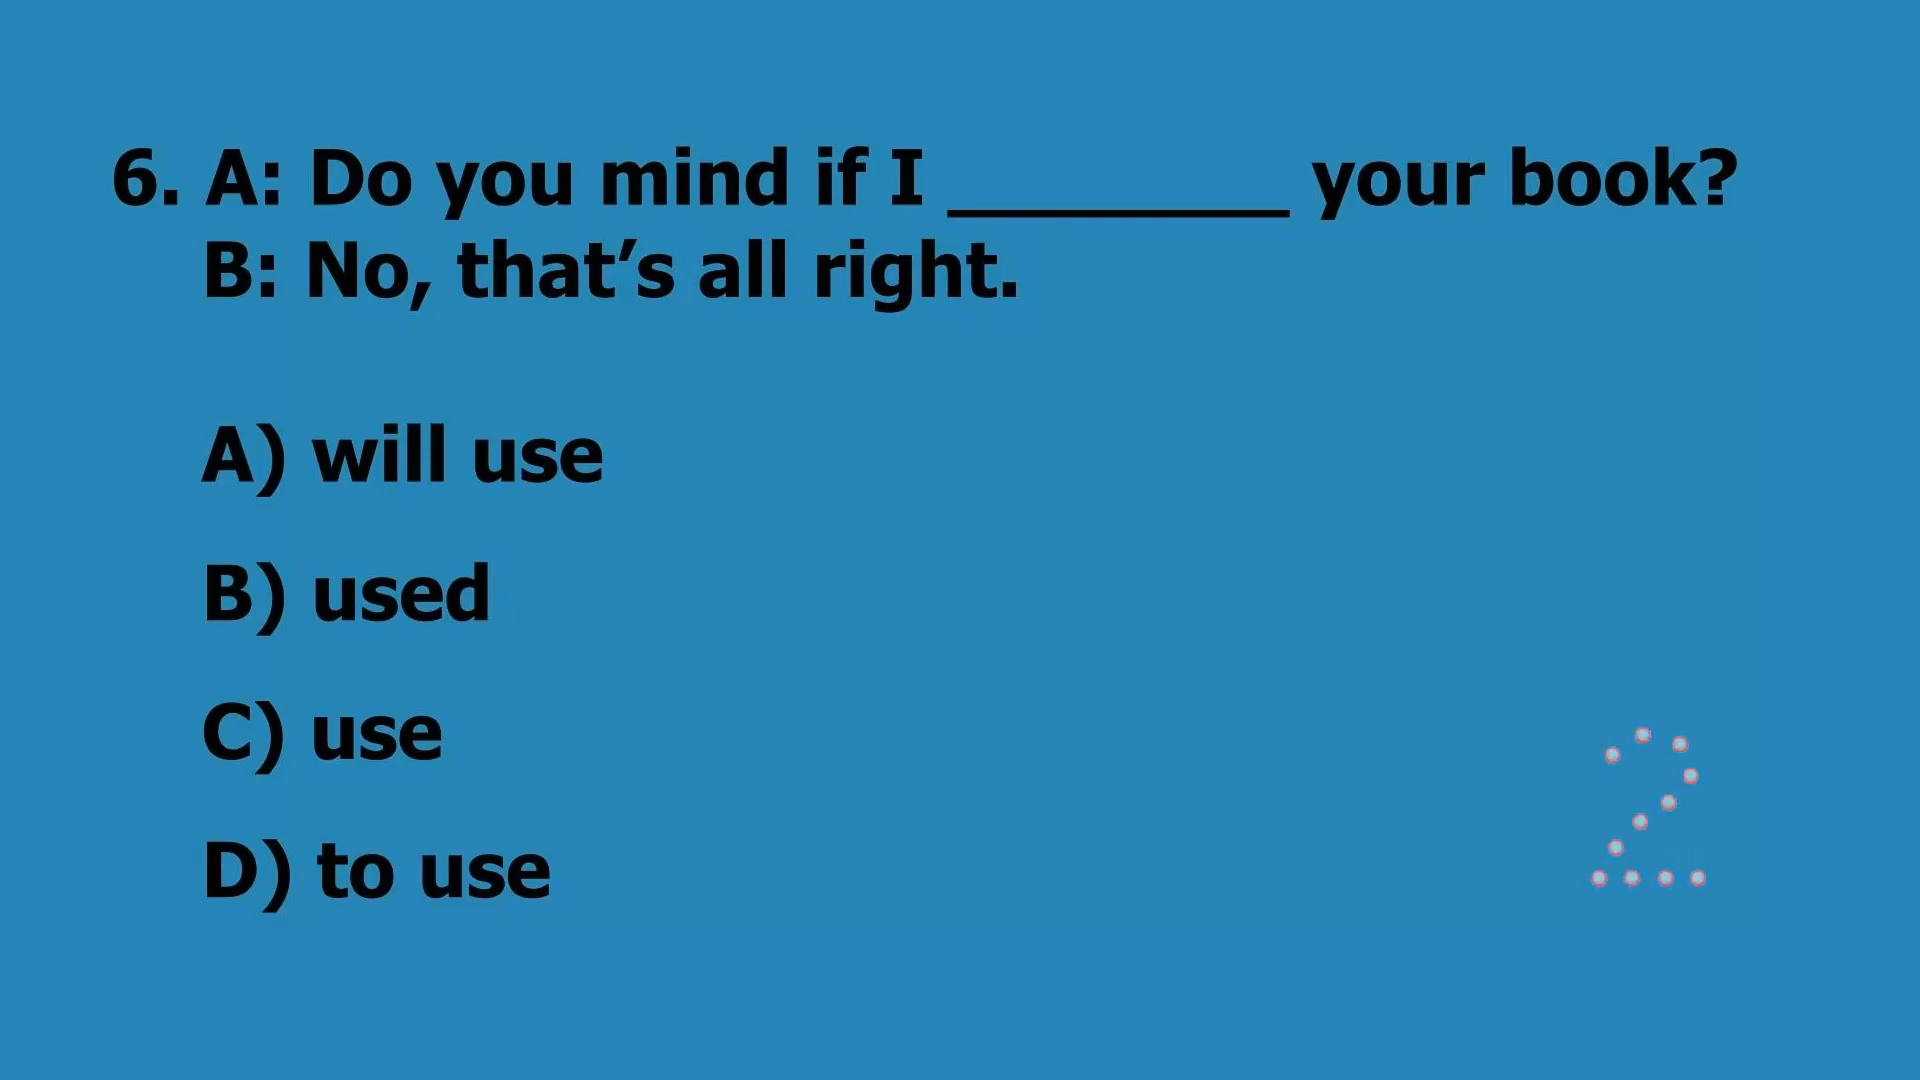 6. A: Do you mind if I ________ your book?
B: No, that’s all right.
A) will use
B) used
C) use
D) to use
2